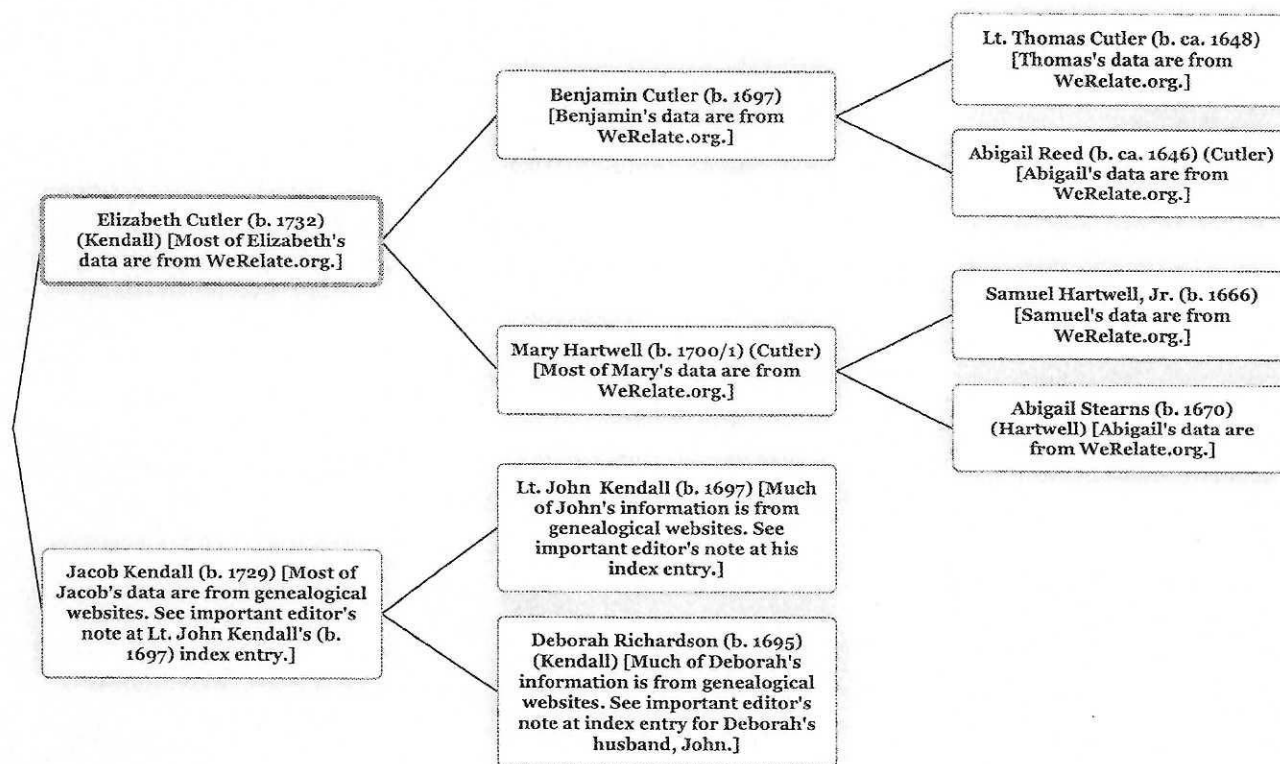 Elizabeth Cutler (b. 1732)
(Kendall) [Most of Elizabeth's
data are from WeRelate.org.]
Jacob Kendall (b. 1729) [Most of
Jacob's data are from genealogical
websites. See important editor's
note at Lt. John Kendall's (b.
1697) index entry.]
Benjamin Cutler (b. 1697)
[Benjamin's data are from
WeRelate.org.]
Mary Hartwell (b. 1700/1) (Cutler)
[Most of Mary's data are from
WeRelate.org.]
Lt. John Kendall (b. 1697) [Much
of John's information is from
genealogical websites. See
important editor's note at his
index entry.]
Deborah Richardson (b. 1695)
(Kendall) [Much of Deborah's
information is from genealogical
websites. See important editor's
note at index entry for Deborah's
husband, John.]
Lt. Thomas Cutler (b. ca. 1648)
[Thomas's data are from
WeRelate.org.]
Abigail Reed (b. ca. 1646) (Cutler)
[Abigail's data are from
WeRelate.org.]
Samuel Hartwell, Jr. (b. 1666)
[Samuel's data are from
WeRelate.org.]
Abigail Stearns (b. 1670)
(Hartwell) [Abigail's data are
from WeRelate.org.]